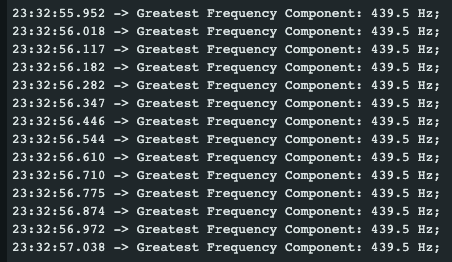 23:32:55.952 -> Greatest Frequency Component: 439.5 Hz;
23:32:56.018 -> Greatest Frequency Component: 439.5 Hz;
23:32:56.117 -> Greatest Frequency Component: 439.5 Hz;
23:32:56.182 -> Greatest Frequency Component: 439.5 Hz;
23:32:56.282 -> Greatest Frequency Component: 439.5 Hz;
23:32:56.347 -> Greatest Frequency Component: 439.5 Hz;
23:32:56.446 -> Greatest Frequency Component: 439.5 Hz;
23:32:56.544 -> Greatest Frequency Component: 439.5 Hz;
23:32:56.610 -> Greatest Frequency Component: 439.5 Hz;
23:32:56.710 -> Greatest Frequency Component: 439.5 Hz;
23:32:56.775 -> Greatest Frequency Component: 439.5 Hz;
23:32:56.874 -> Greatest Frequency Component: 439.5 Hz;
23:32:56.972 -> Greatest Frequency Component: 439.5 Hz;
23:32:57.038 -> Greatest Frequency Component: 439.5 Hz;